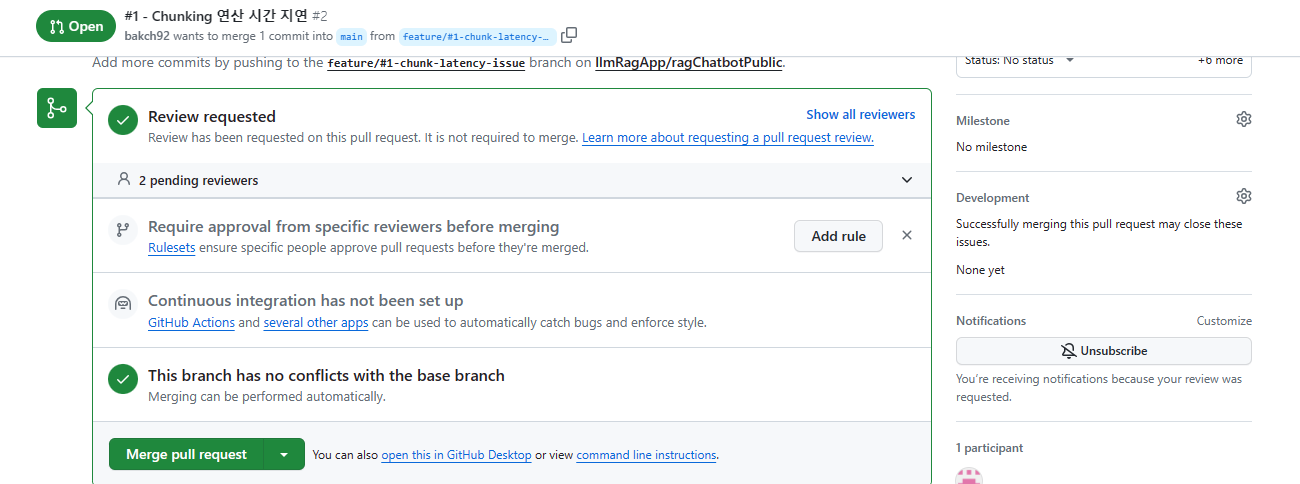 Open
#1 - Chunking 연산 시간 지연 #2
bakch92 wants to merge 1 commit into main from feature/#1-chunk-latency-…
Add more commits by pushing to the feature/#1-chunk-latency-issue branch on llmRagApp/ragChatbotPublic.
Review requested
Show all reviewers
Review has been requested on this pull request. It is not required to merge. Learn more about requesting a pull request review.
2 pending reviewers
Require approval from specific reviewers before merging
Rulesets ensure specific people approve pull requests before they're merged.
Add rule
Continuous integration has not been set up
GitHub Actions and several other apps can be used to automatically catch bugs and enforce style.
This branch has no conflicts with the base branch
Merging can be performed automatically.
Merge pull request
You can also open this in GitHub Desktop or view command line instructions.
Status: No status
+6 more
Milestone
No milestone
Development
Successfully merging this pull request may close these
issues.
None yet
Notifications
Customize
Unsubscribe
You're receiving notifications because your review was
requested.
1 participant